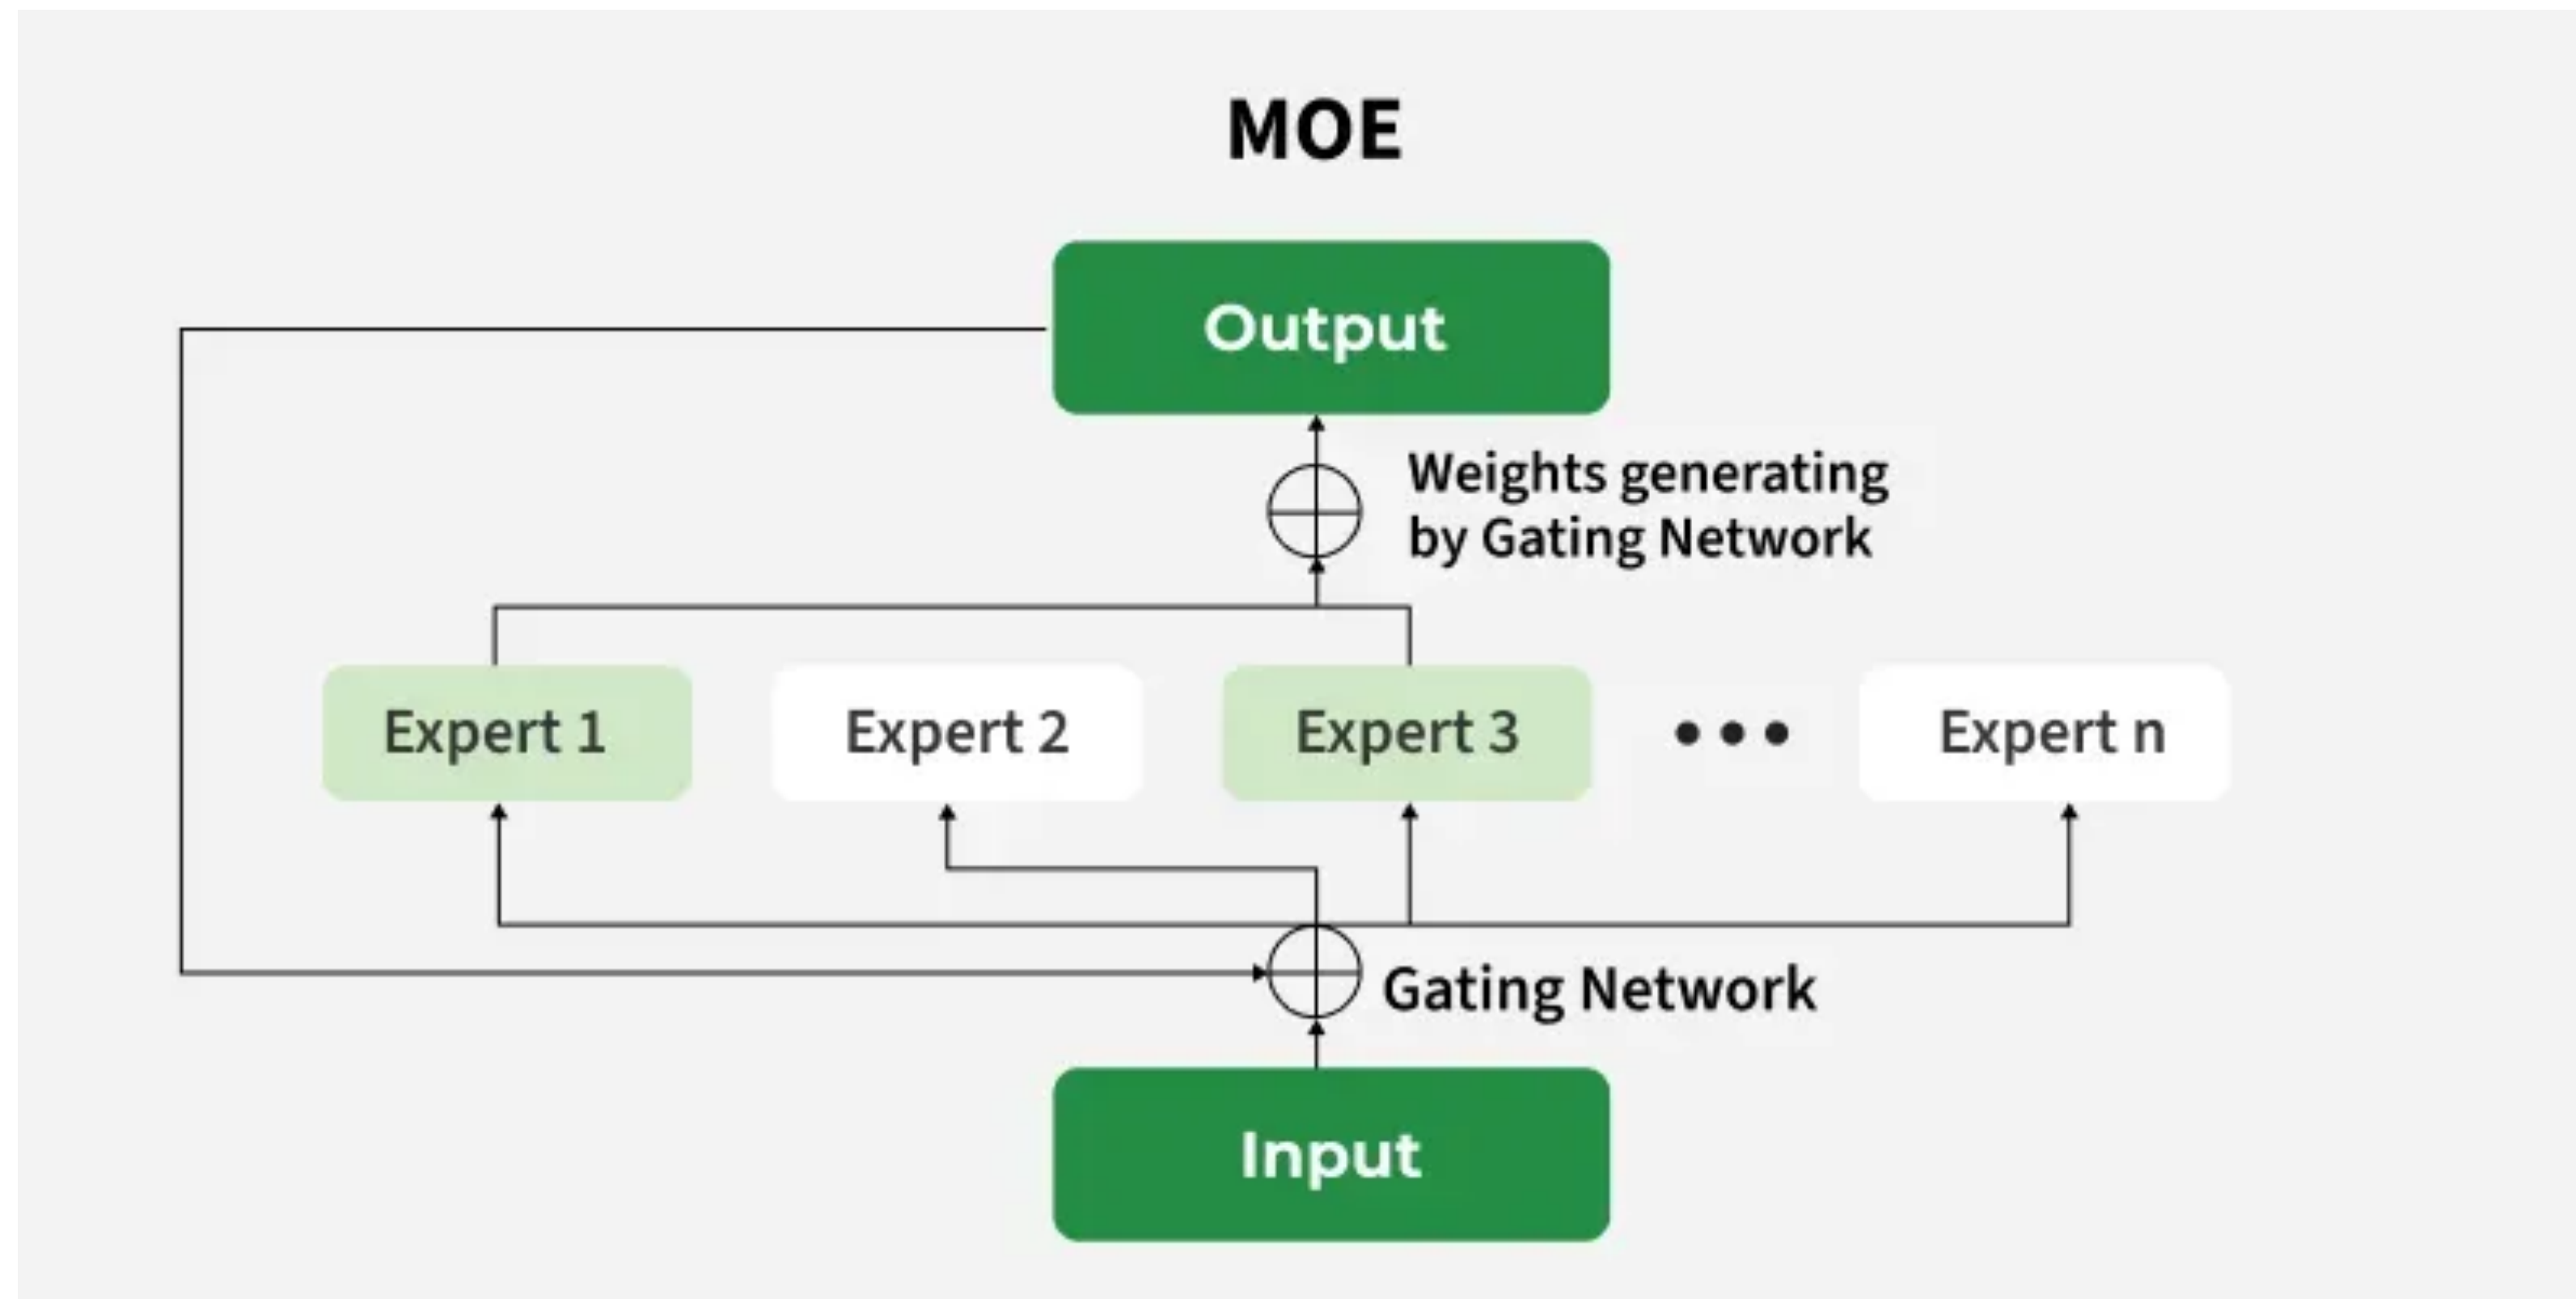 MOE
Output
Weights generating
by Gating Network
Expert 1
Expert 2
Expert 3
Expert n
Gating Network
Input